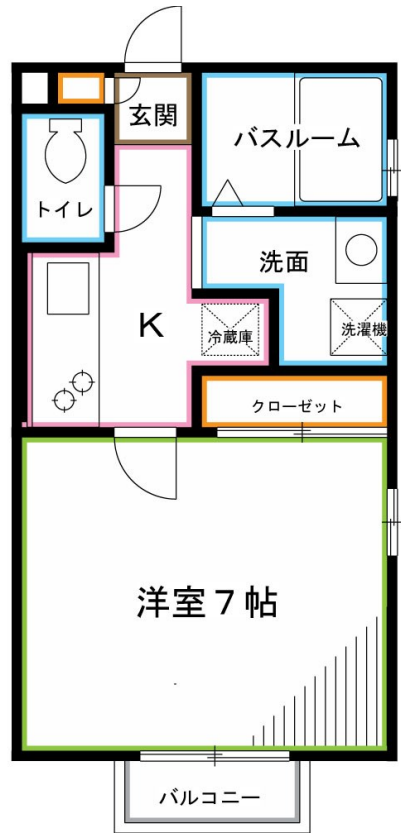 玄関
バスルーム
トイレ
洗面
K
冷蔵庫
洗濯機
クローゼット
洋室7帖
バルコニー